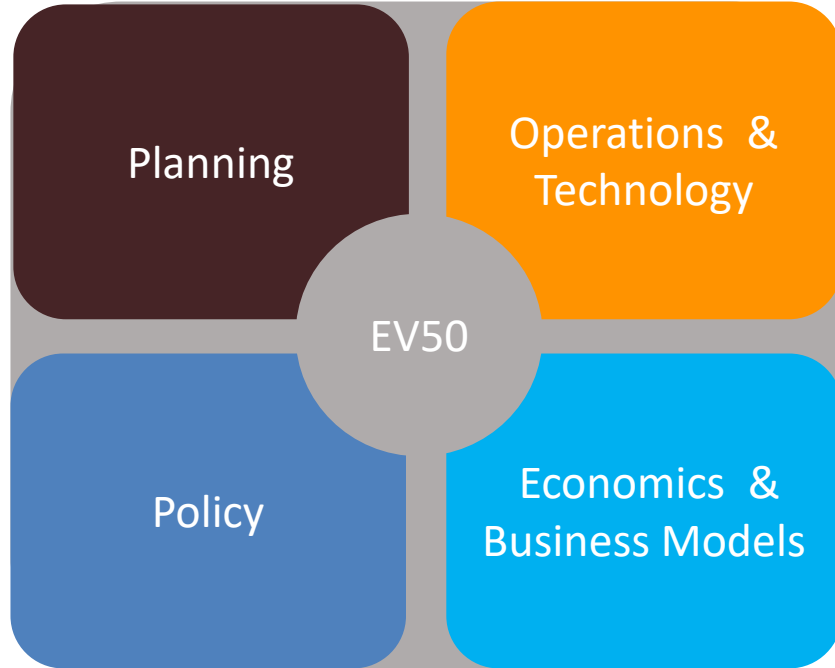 Planning
Operations  &
Technology
EV50
Policy
Economics  &
Business Models